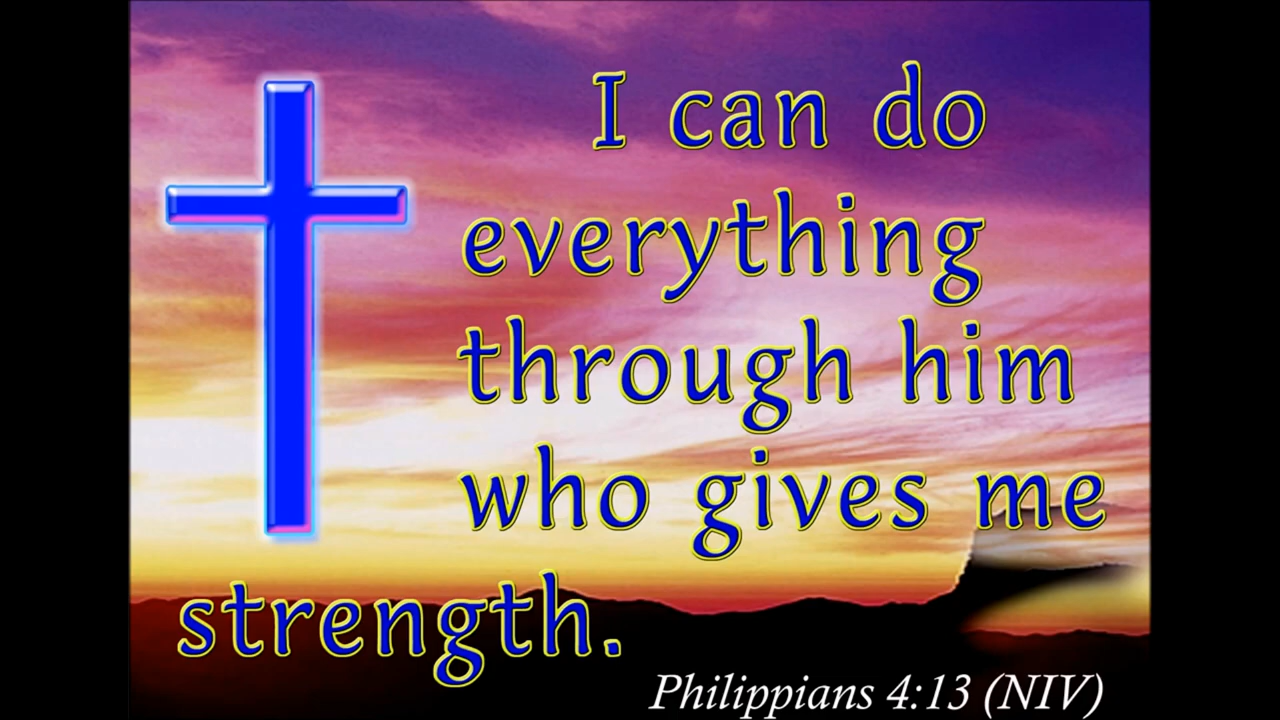 I can do
everything
through him
who gives me
strength.
Philippians 4:13 (NIV)